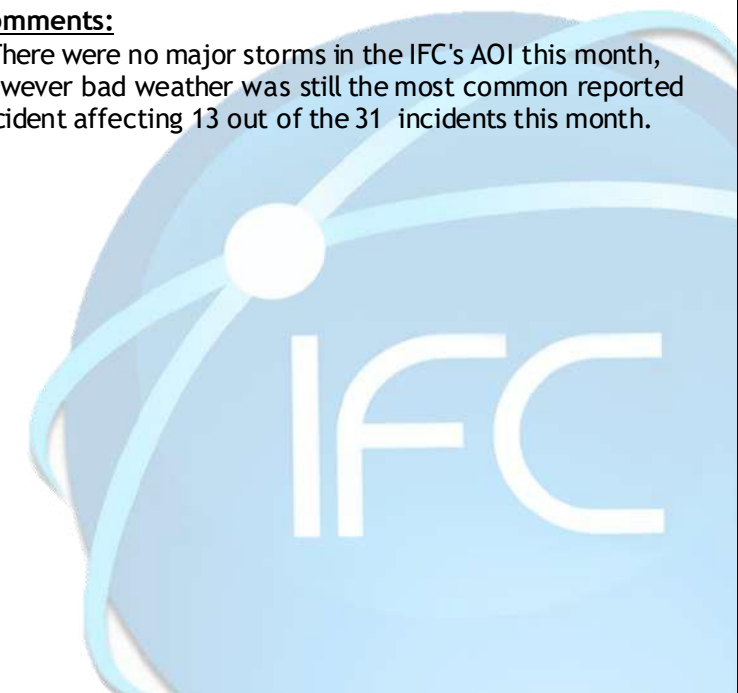 omments:
There were no major storms in the IFC's AOI this month,
wever bad weather was still the most common reported
cident affecting 13 out of the 31 incidents this month.
IFC